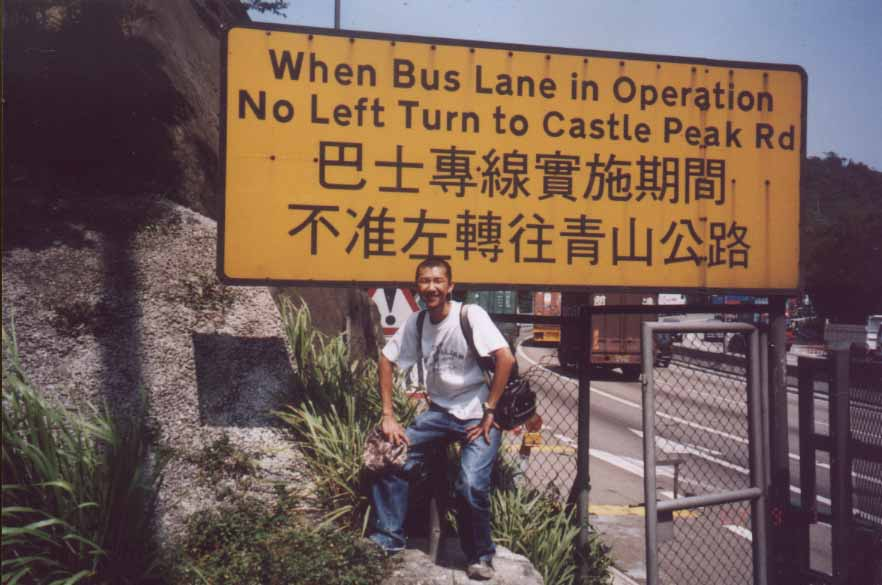 When Bus Lane in Operation
No Left Turn to Castle Peak Rd
巴士專線實施期間
不准左轉往青山公路